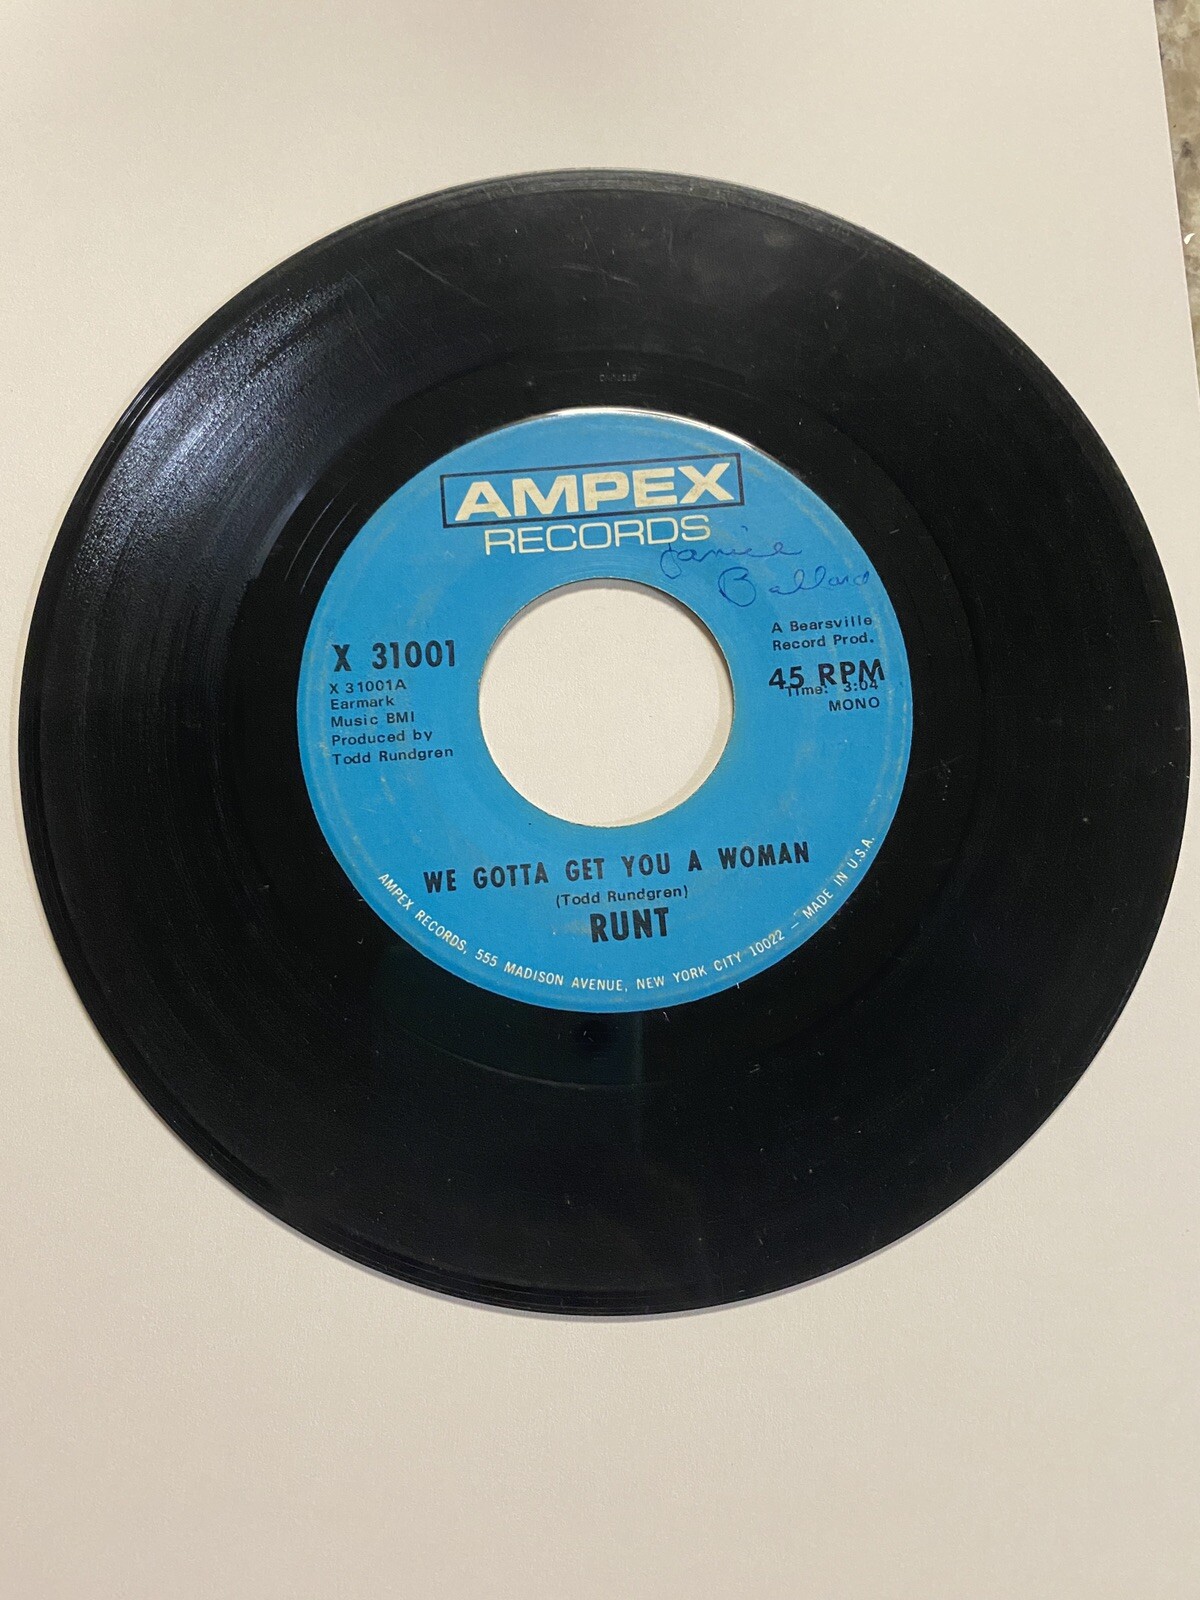 AMPEX
RECORDS
Janice
Ballard
A Bearsville
Record Prod.
X 31001
45 RPM
Time: 3:04
MONO
X 31001A
Earmark
Music BMI
Produced by
Todd Rundgren
WE GOTTA GET YOU A WOMAN
(Todd Rundgren)
RUNT
AMPEX RECORDS, 555 MADISON AVENUE, NEW YORK CITY 10022 – MADE IN U.S.A.